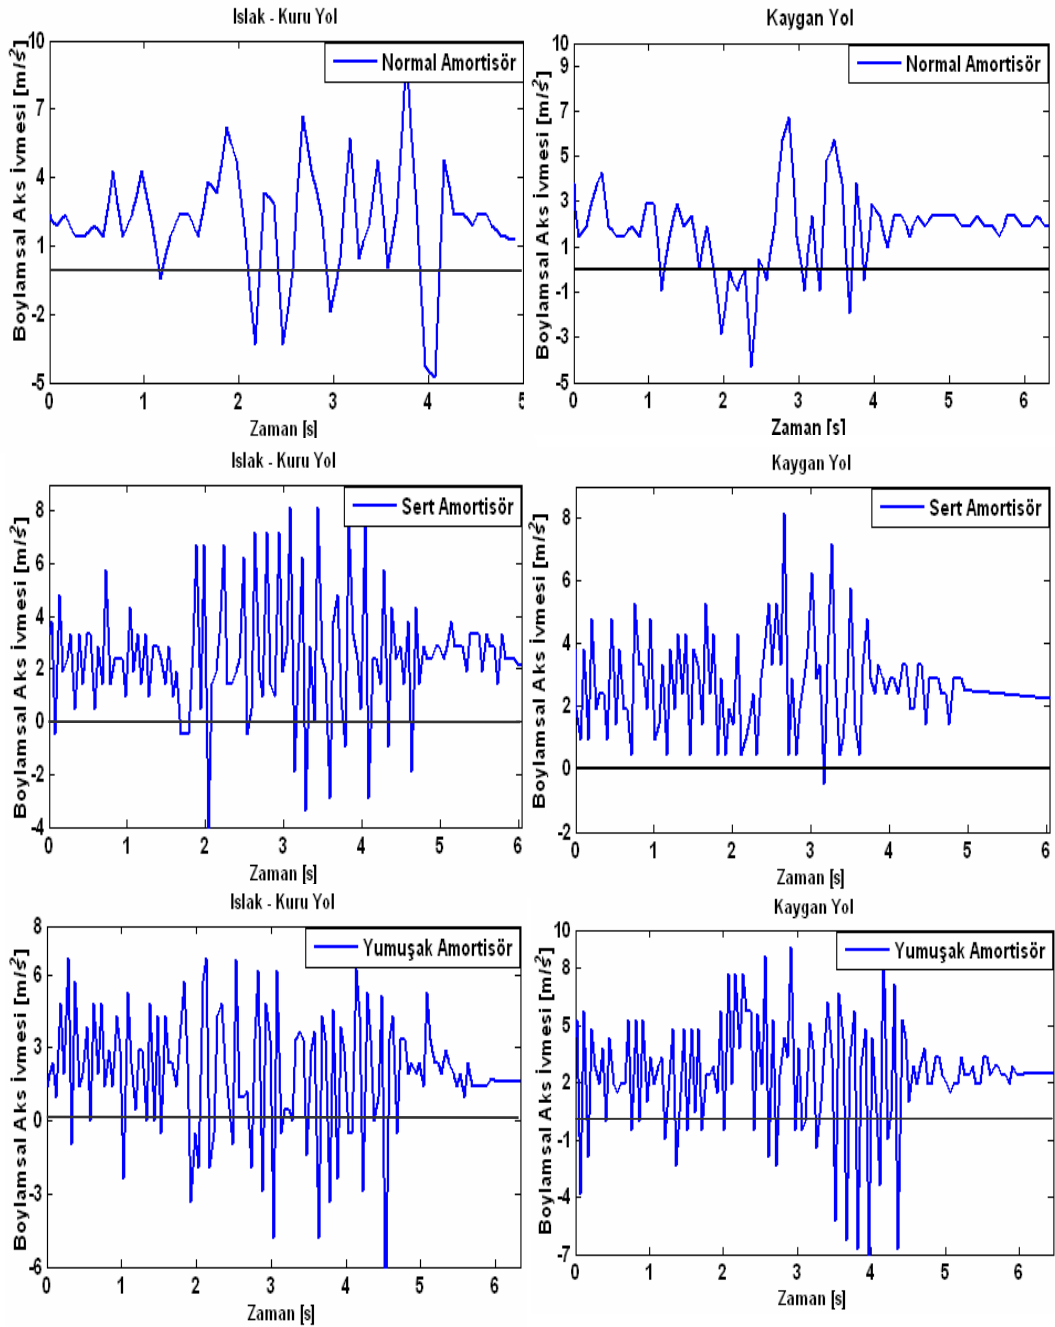 Islak - Kuru Yol
Boylamsal Aks İvmesi [m/s²]
10
7
4
1
-2
-5
Normal Amortisör
0 1 2 3 4 5
Zaman [s]
Kaygan Yol
Boylamsal Aks İvmesi [m/s²]
10
9
7
5
3
1
-1
-3
-5
Normal Amortisör
0 1 2 3 4 5 6
Zaman [s]
Islak - Kuru Yol
Boylamsal Aks İvmesi [m/s²]
8
6
4
2
0
-2
-4
Sert Amortisör
0 1 2 3 4 5 6
Zaman [s]
Kaygan Yol
Boylamsal Aks İvmesi [m/s²]
8
6
4
2
0
-2
Sert Amortisör
0 1 2 3 4 5 6
Zaman [s]
Islak - Kuru Yol
Boylamsal Aks İvmesi [m/s²]
8
6
3
0
-3
-6
Yumuşak Amortisör
0 1 2 3 4 5 6
Zaman [s]
Kaygan Yol
Boylamsal Aks İvmesi [m/s²]
10
8
5
2
-1
-4
-7
Yumuşak Amortisör
0 1 2 3 4 5 6
Zaman [s]